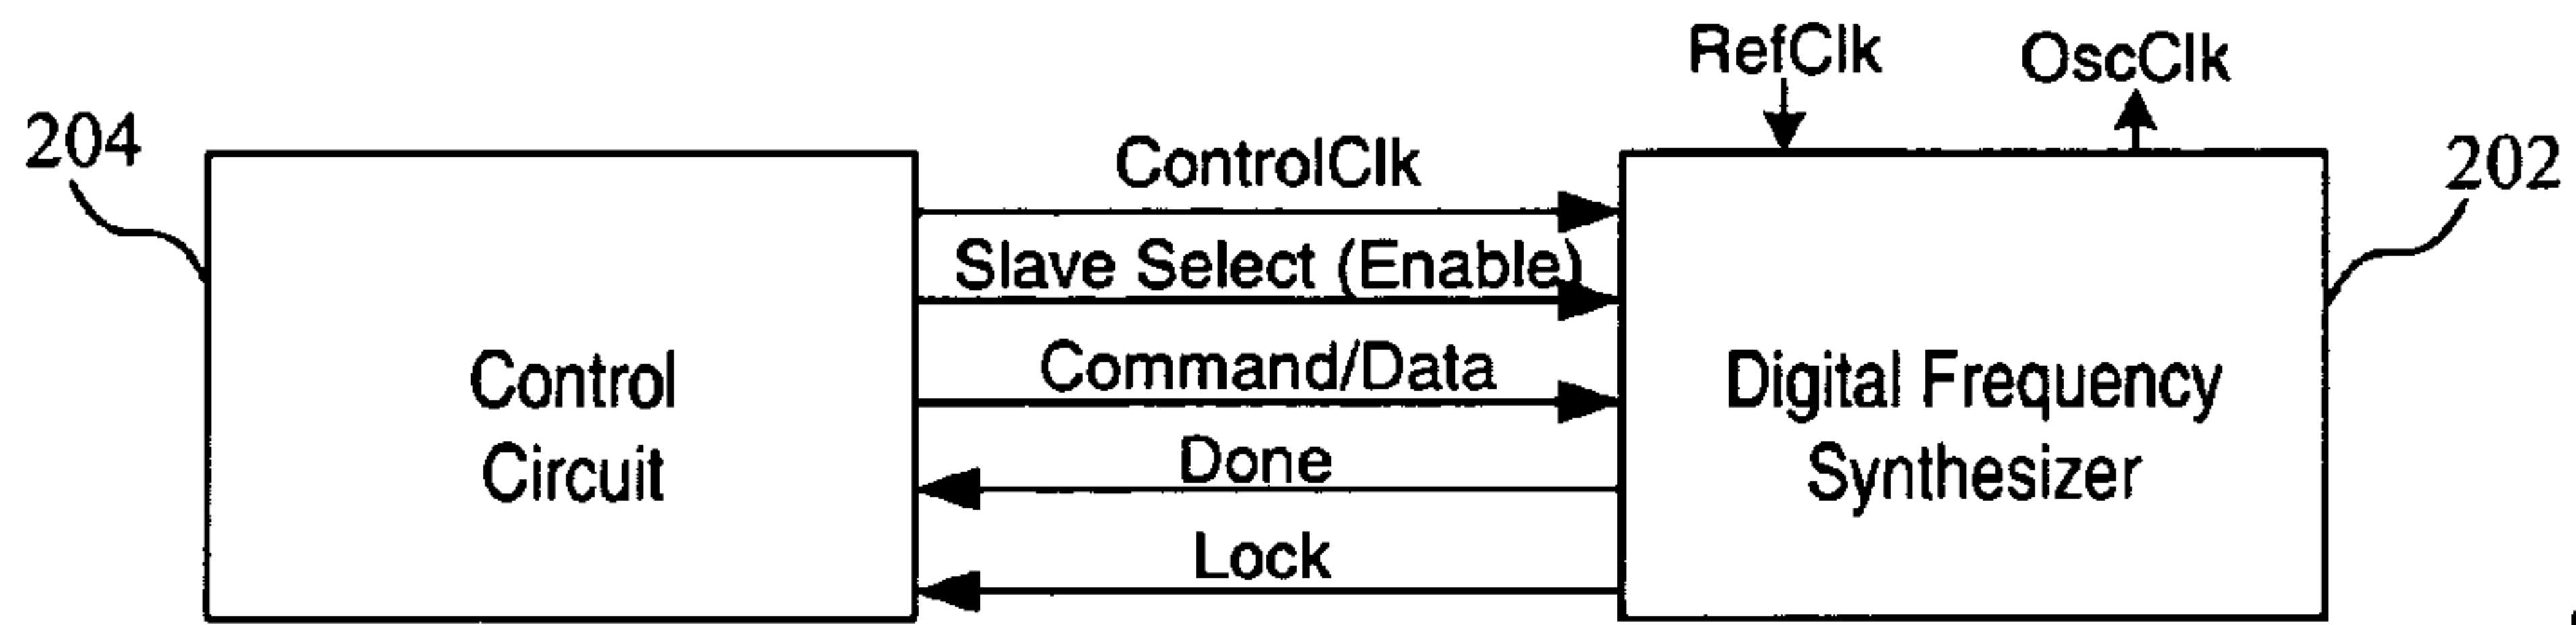 RefClk
OscClk
204
ControlClk
202
Slave Select (Enable)
Control
Circuit
Command/Data
Digital Frequency
Synthesizer
Done
Lock